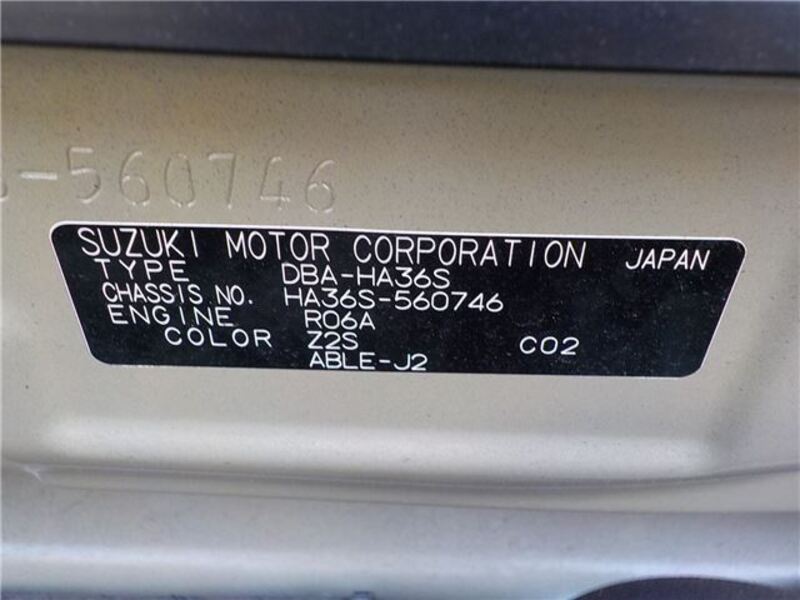 -560746
SUZUKI MOTOR CORPORATION JAPAN
TYPE DBA-HA36S
CHASSIS NO. HA36S-560746
ENGINE R06A
COLOR Z2S C02
ABLE-J2